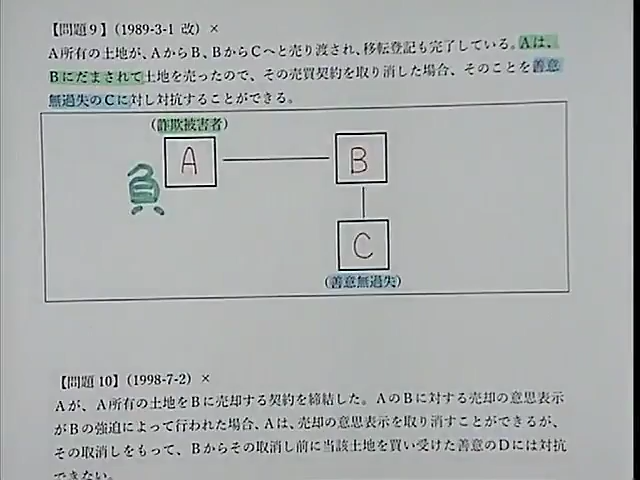 【問題９】(1989-3-1 改) ×
Ａ所有の土地が、ＡからＢ、ＢからＣへと売り渡され、移転登記も完了している。Ａは、
Ｂにだまされて土地を売ったので、その売買契約を取り消した場合、そのことを善意
無過失のＣに対し対抗することができる。
(詐欺被害者)
A
B
負
C
(善意無過失)
【問題 10】(1998-7-2) ×
Ａが、Ａ所有の土地をＢに売却する契約を締結した。ＡのＢに対する売却の意思表示
がＢの強迫によって行われた場合、Ａは、売却の意思表示を取り消すことができるが、
その取消しをもって、Ｂからその取消し前に当該土地を買い受けた善意のＤには対抗
できない。